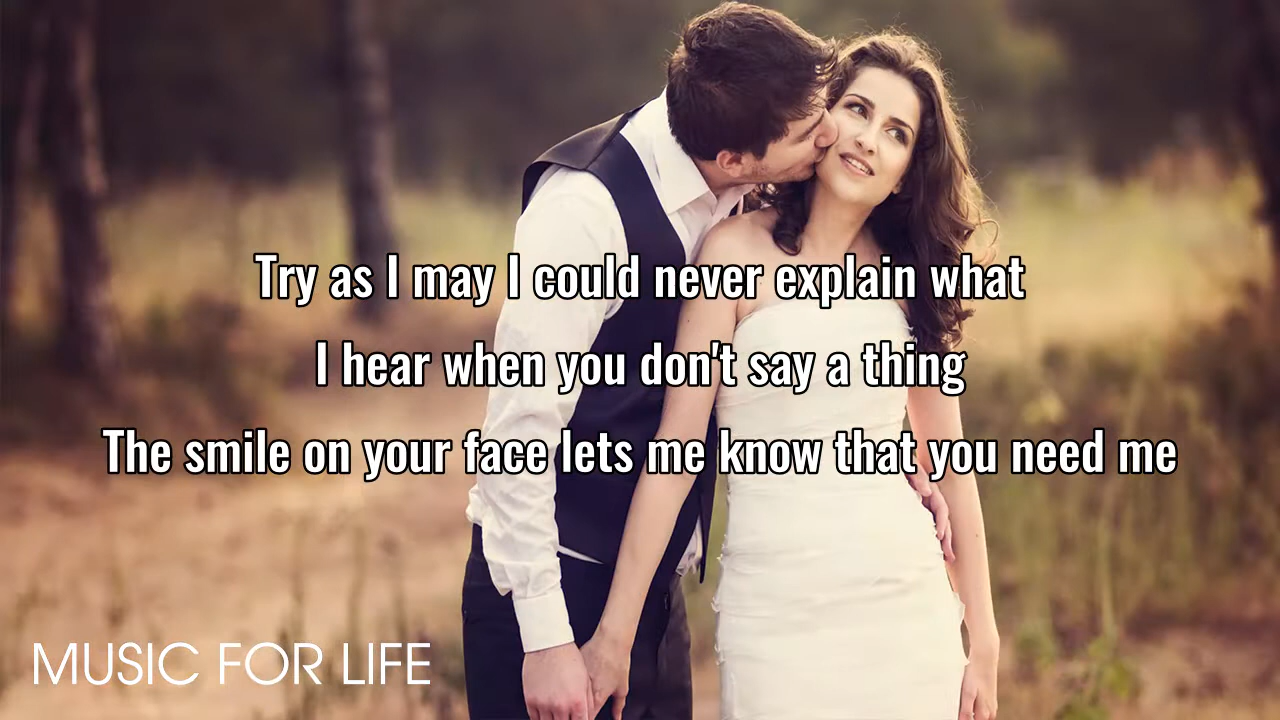 Try as I may I could never explain what
I hear when you don't say a thing
The smile on your face lets me know that you need me
MUSIC FOR LIFE